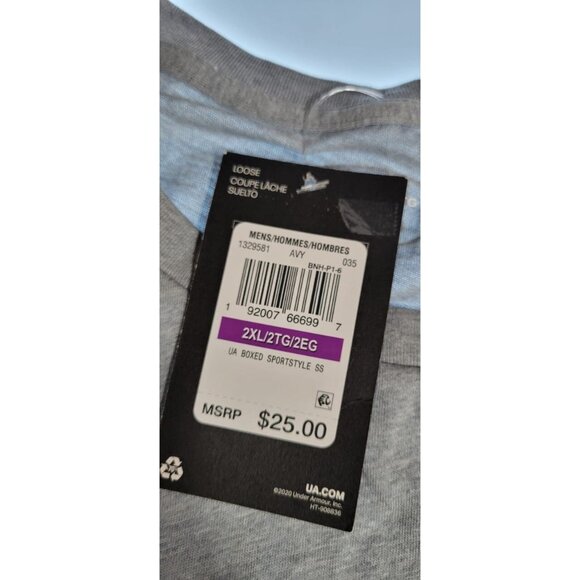 LOOSE
COUPE LÂCHE
SUELTO
MENS/HOMMES/HOMBRES
1329581 AVY 035
BNH-P1-6
1 92007 66699 7
2XL/2TG/2EG
UA BOXED SPORTSTYLE SS
MSRP $25.00
UA.COM
©2020 Under Armour, Inc.
HT-908836